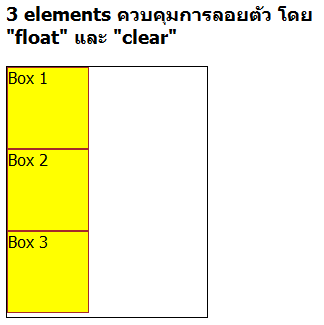 3 elements ควบคุมการลอยตัว โดย
"float" และ "clear"
Box 1
Box 2
Box 3